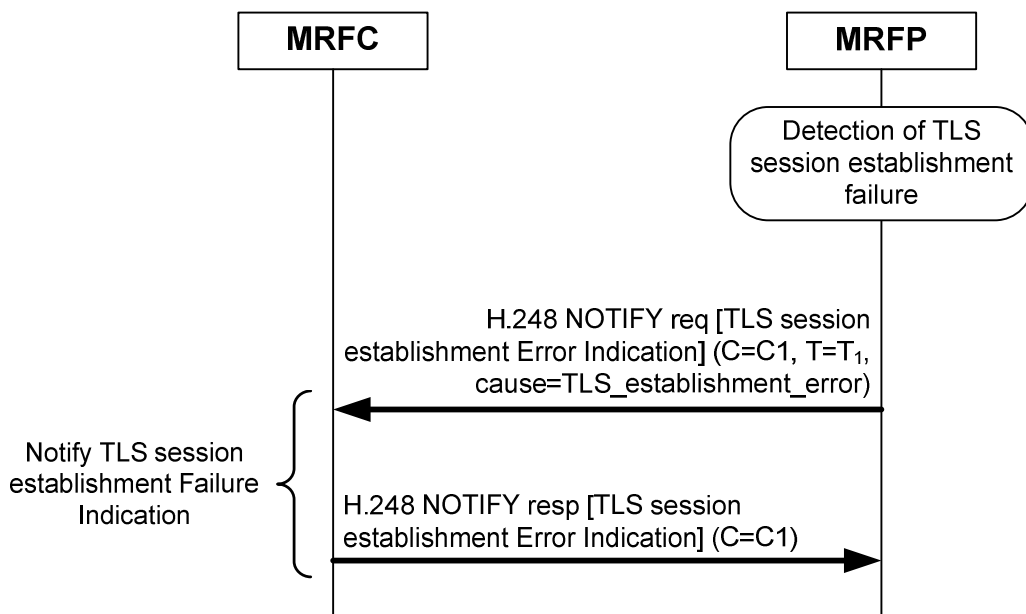 MRFC
MRFP
Detection of TLS
session establishment
failure
H.248 NOTIFY req [TLS session
establishment Error Indication] (C=C1, T=T₁,
cause=TLS_establishment_error)
Notify TLS session
establishment Failure
Indication
H.248 NOTIFY resp [TLS session
establishment Error Indication] (C=C1)